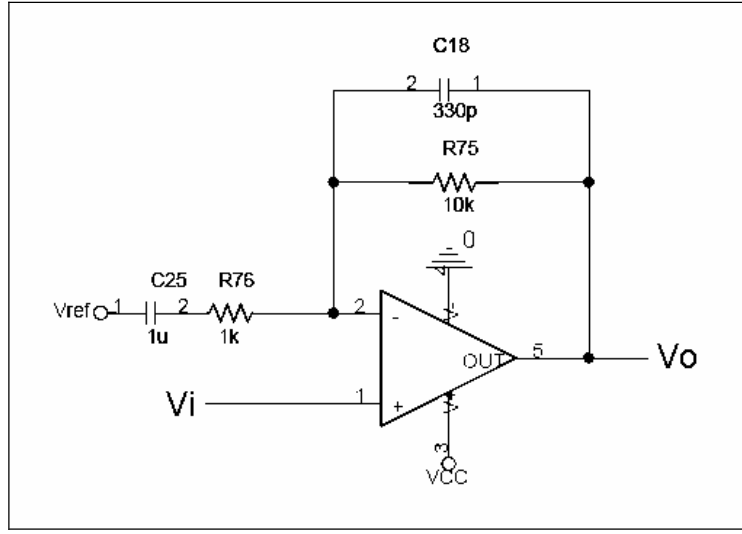 C18
2 1
330p
R75
10k
0
4
V-
C25 R76
Vref 1 2
1u 1k
2 -
OUT 5 Vo
Vi 1 +
V+
3
VCC